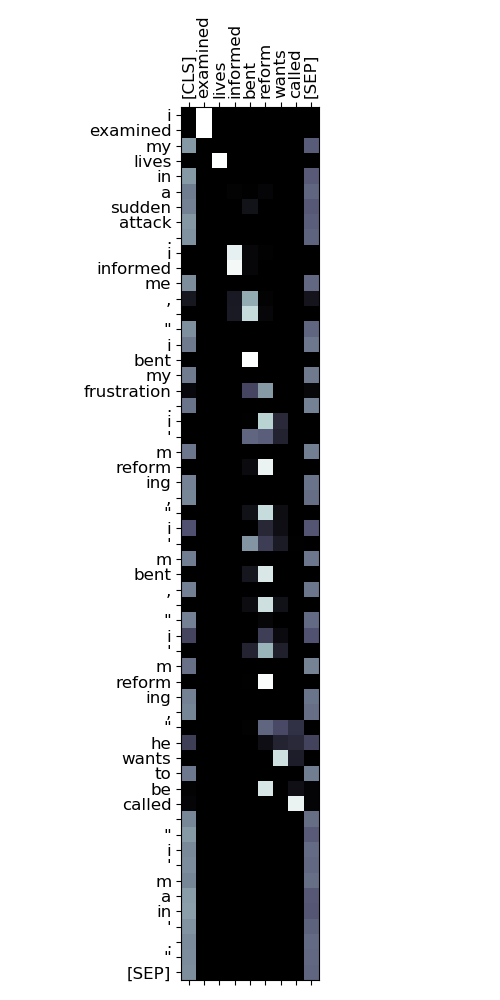 [CLS]
examined
lives
informed
bent
reform
wants
called
[SEP]
i
examined
my
lives
in
a
sudden
attack
.
i
informed
me
,
"
i
bent
my
frustration
.
i
'
m
reform
ing
,
"
i
'
m
bent
,
"
i
'
m
reform
ing
,
"
he
wants
to
be
called
"
i
'
m
a
in
'
.
"
[SEP]